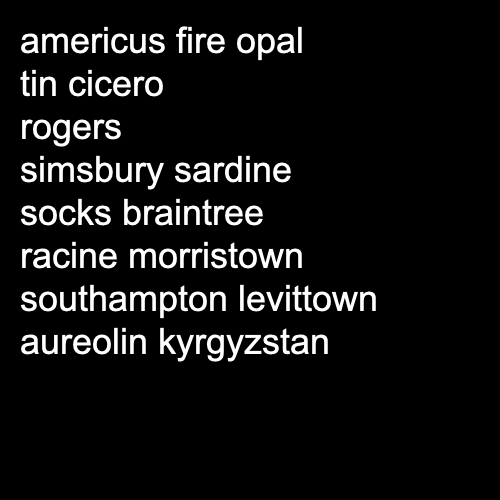 americus fire opal
tin cicero
rogers
simsbury sardine
socks braintree
racine morristown
southampton levittown
aureolin kyrgyzstan